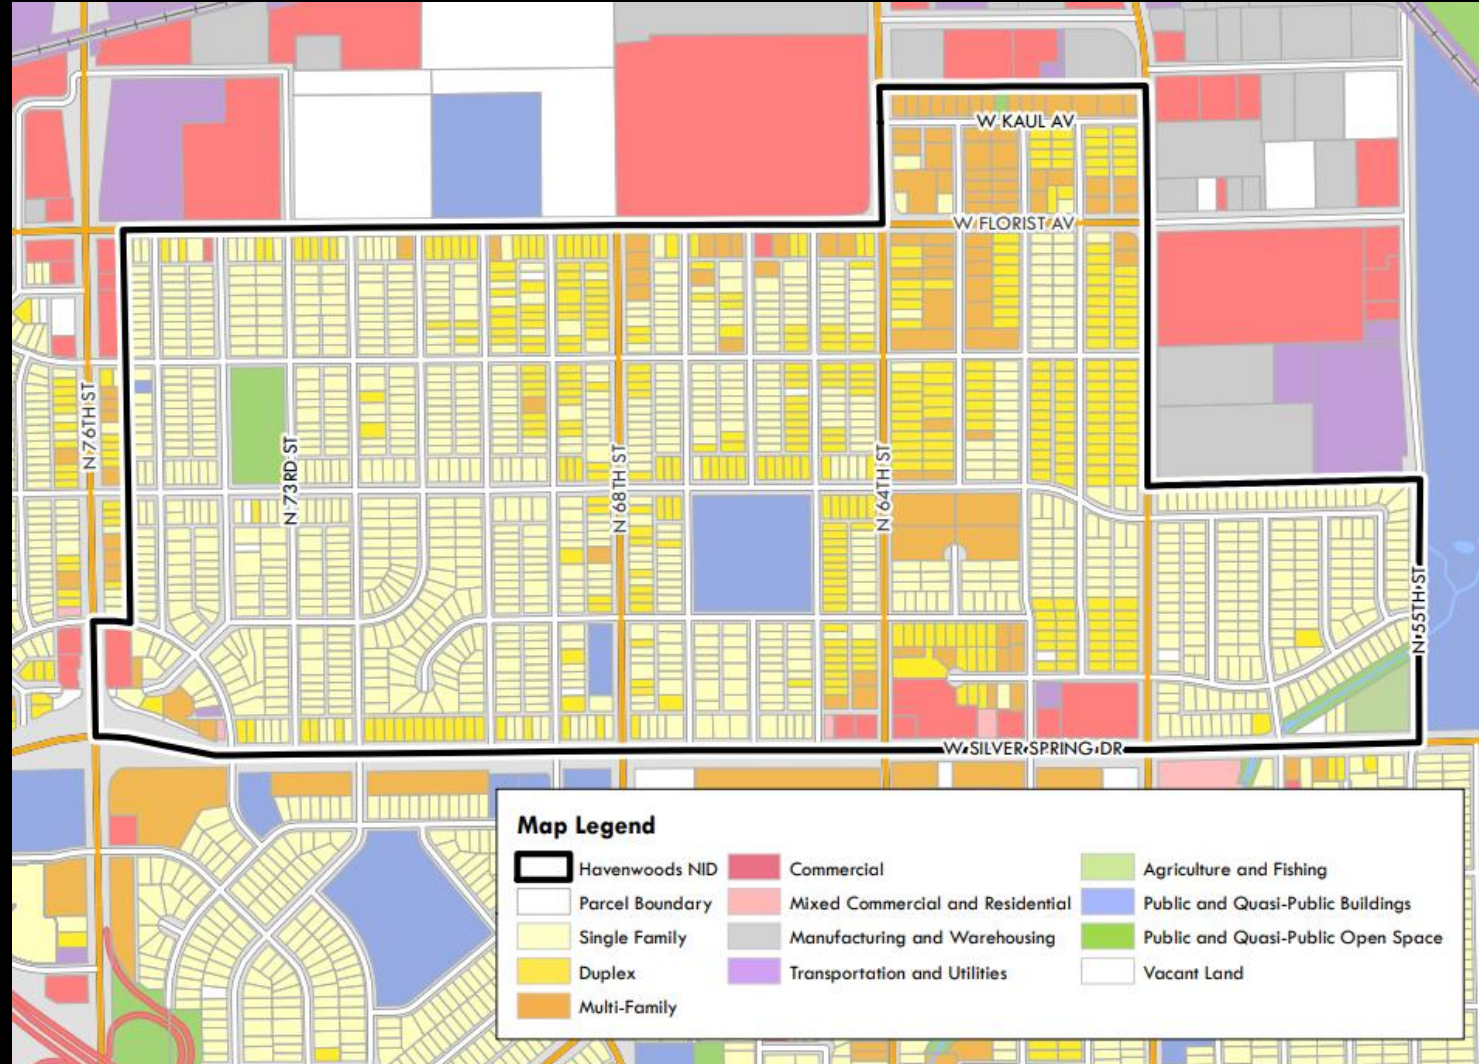 W KAUL AV
W FLORIST AV
N 76TH ST
N 73RD ST
N 68TH ST
N 64TH ST
N 55TH ST
W SILVER SPRING DR
Map Legend
Havenwoods NID
Parcel Boundary
Single Family
Duplex
Multi-Family
Commercial
Mixed Commercial and Residential
Manufacturing and Warehousing
Transportation and Utilities
Agriculture and Fishing
Public and Quasi-Public Buildings
Public and Quasi-Public Open Space
Vacant Land